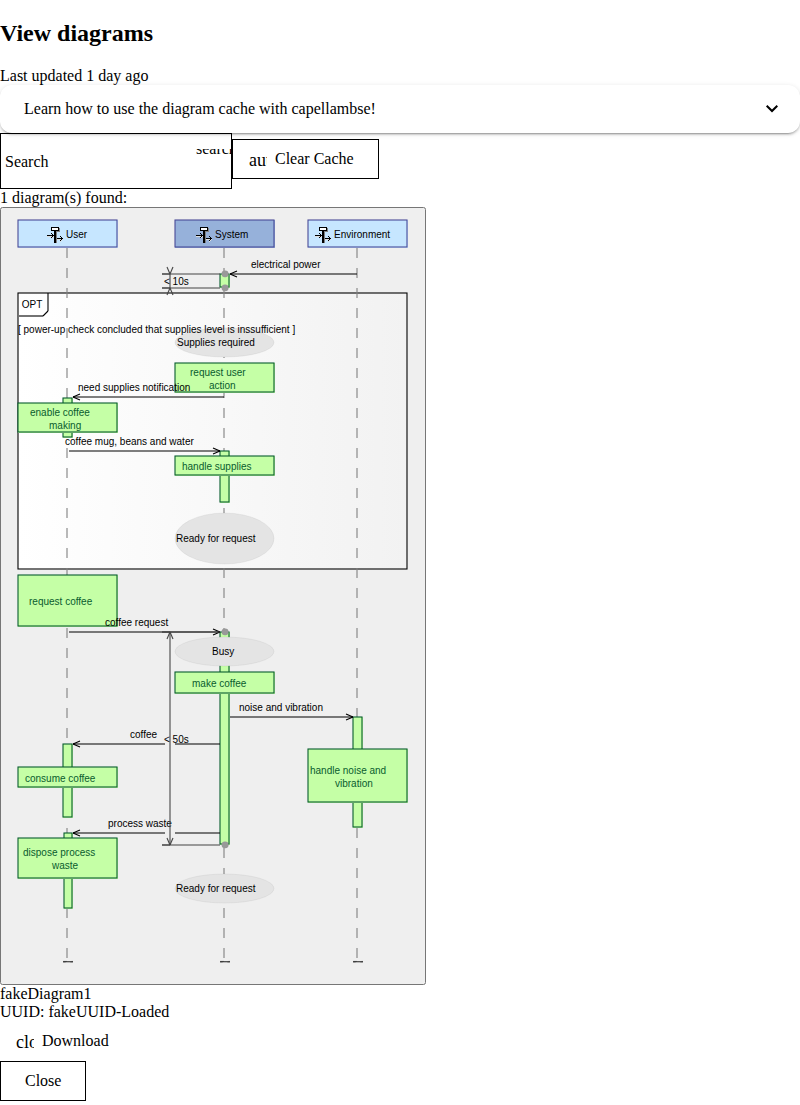 View diagrams
Last updated 1 day ago
Learn how to use the diagram cache with capellambse!
Search
Clear Cache
1 diagram(s) found:
User System Environment
electrical power
< 10s
OPT
[ power-up check concluded that supplies level is inssufficient ]
Supplies required
request user
action
need supplies notification
enable coffee
making
coffee mug, beans and water
handle supplies
Ready for request
request coffee
coffee request
Busy
make coffee
noise and vibration
coffee
< 50s
handle noise and
vibration
consume coffee
process waste
dispose process
waste
Ready for request
fakeDiagram1
UUID: fakeUUID-Loaded
Download
Close